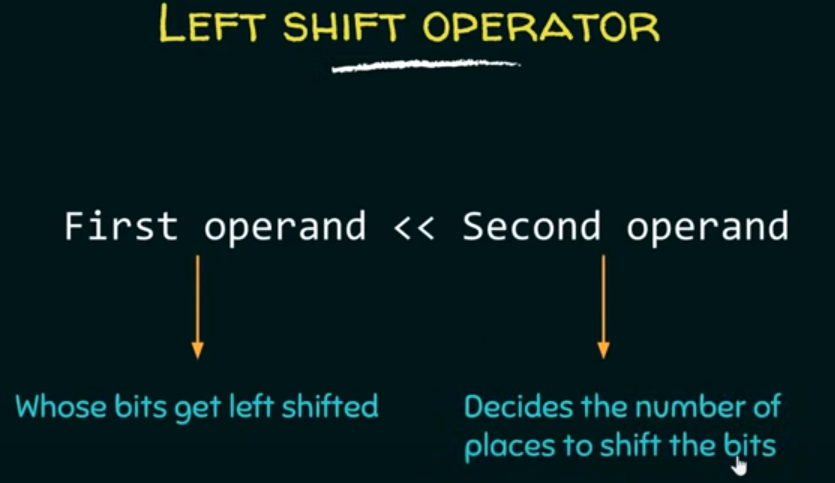 LEFT SHIFT OPERATOR
First operand << Second operand
Whose bits get left shifted
Decides the number of
places to shift the bits